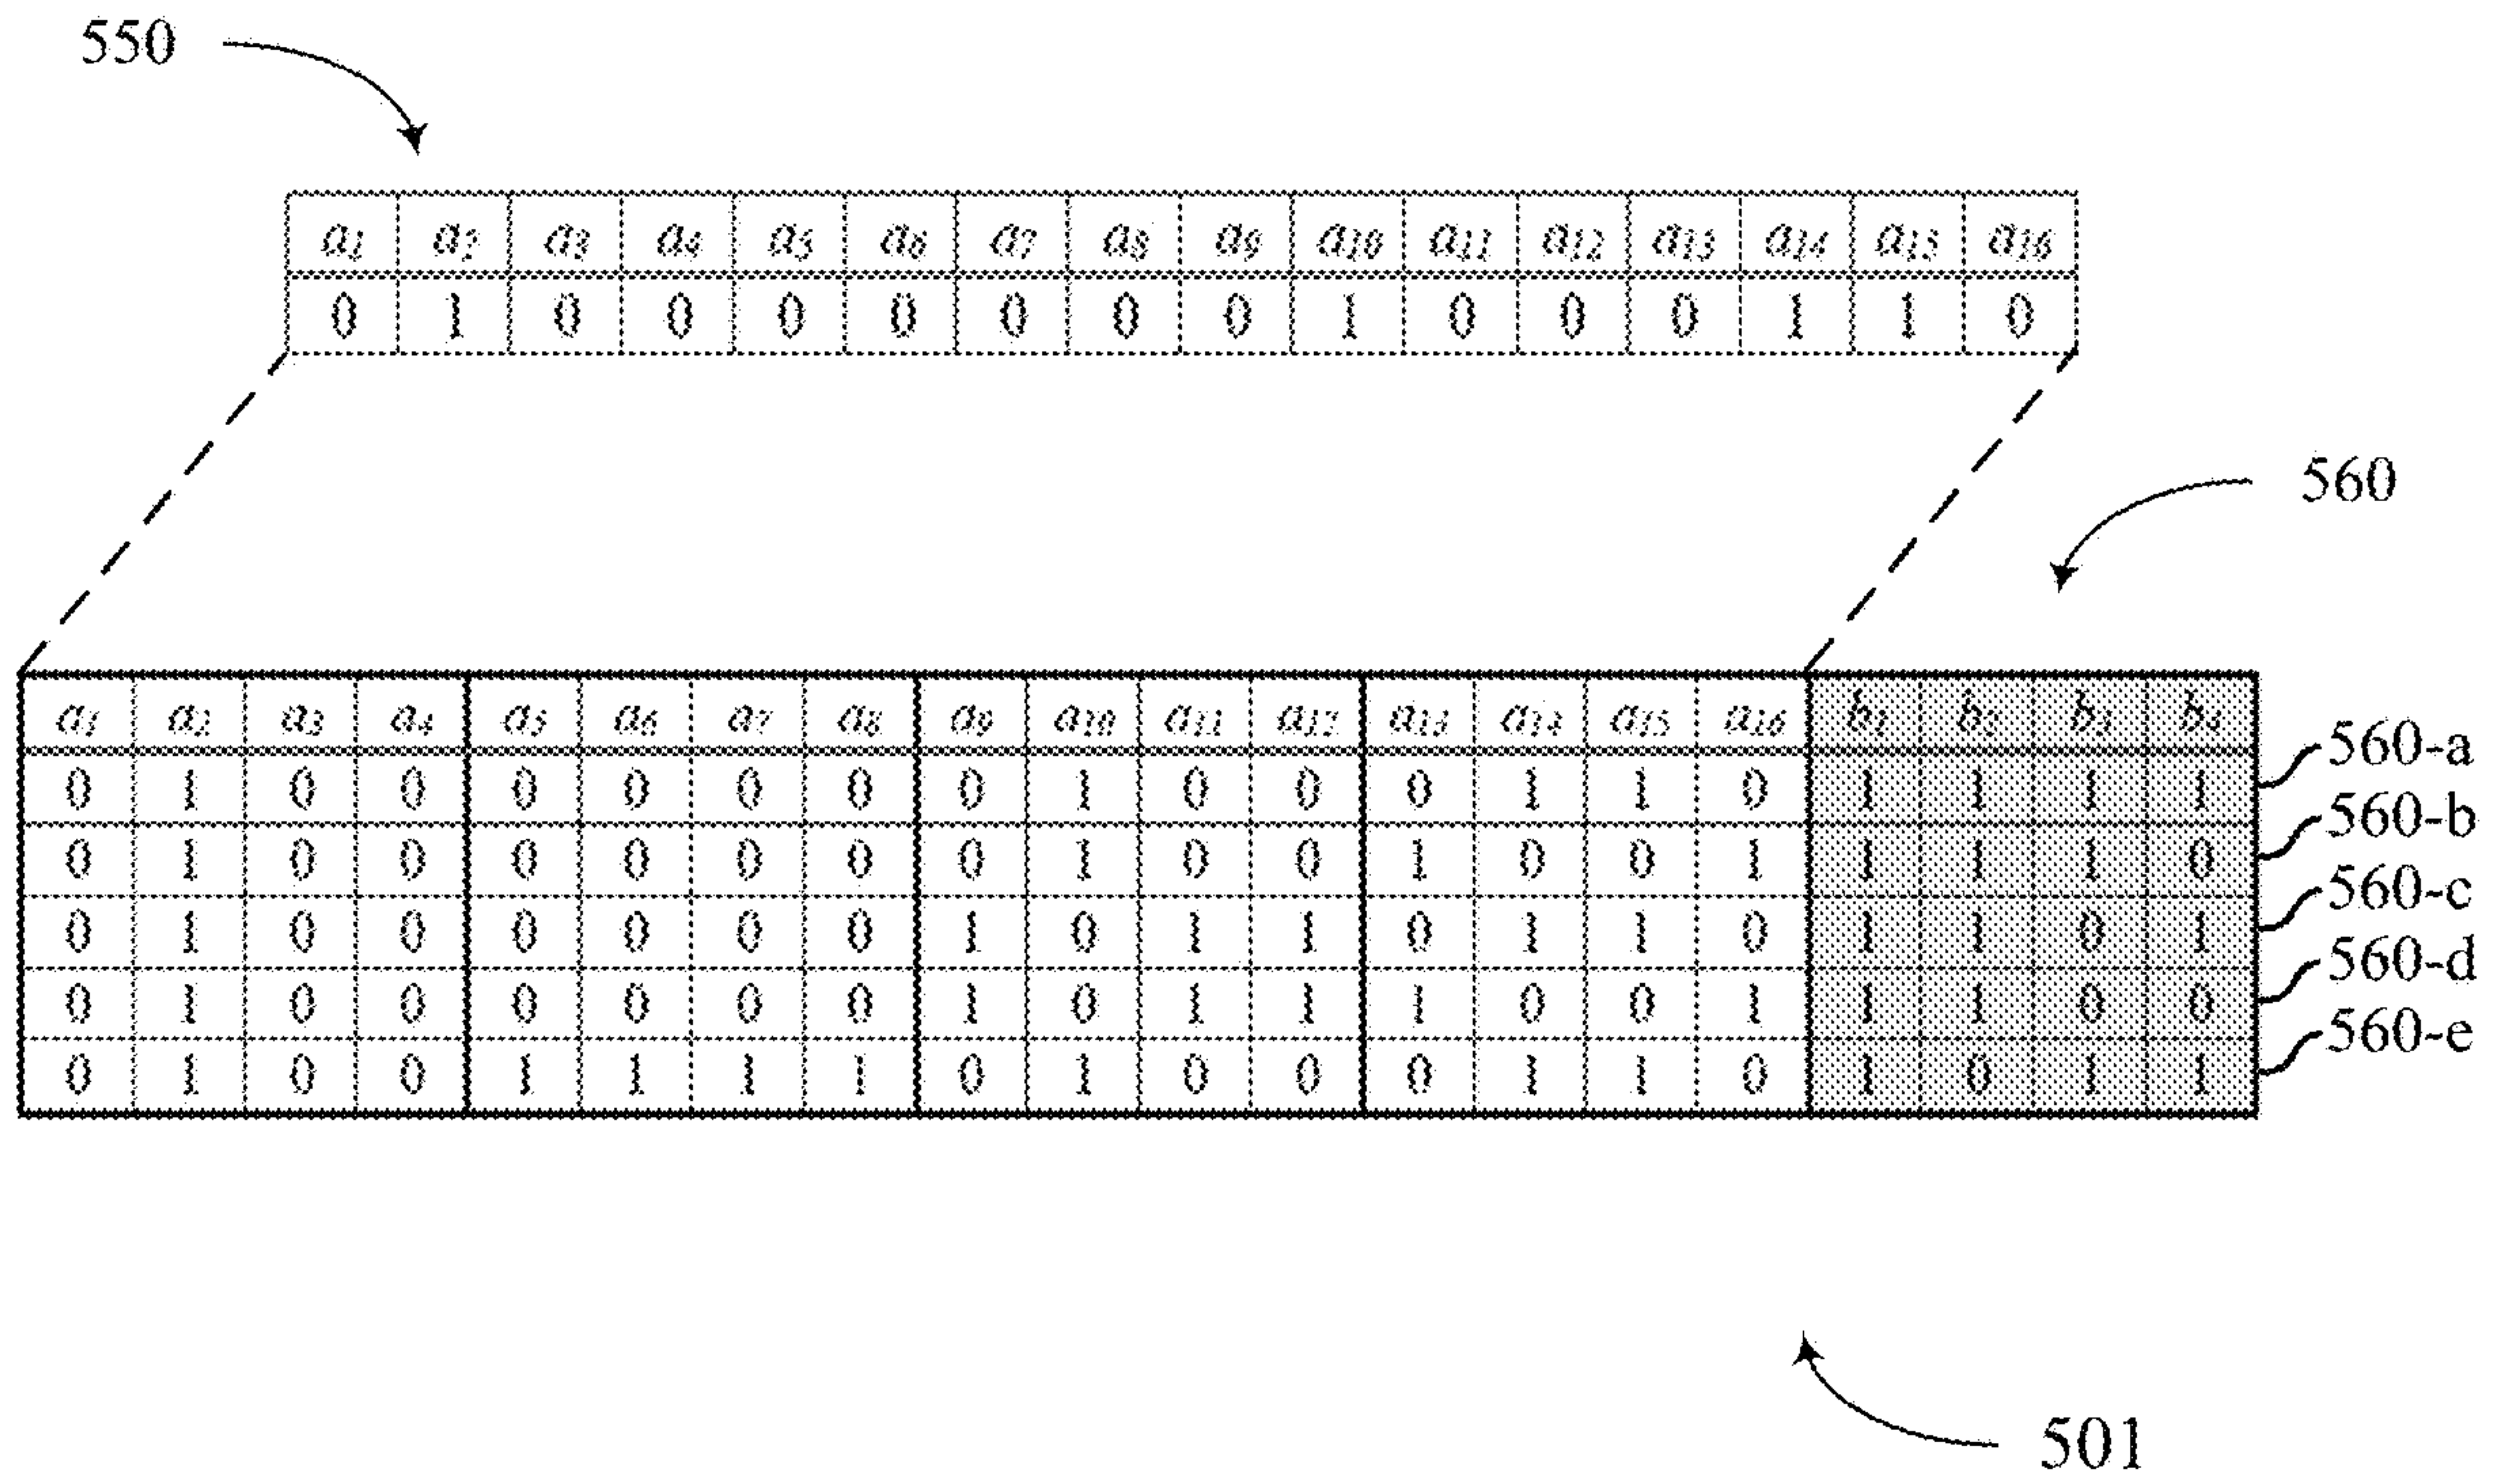 550
a1 a2 a3 a4 a5 a6 a7 a8 a9 a10 a11 a12 a13 a14 a15 a16
0 1 0 0 0 0 0 0 0 1 0 0 0 1 1 0
560
a1 a2 a3 a4 a5 a6 a7 a8 a9 a10 a11 a12 a13 a14 a15 a16 b1 b2 b3 b4
0 1 0 0 0 0 0 0 0 1 0 0 0 1 1 0 1 1 1 1 560-a
0 1 0 0 0 0 0 0 0 1 0 0 1 0 0 1 1 1 1 0 560-b
0 1 0 0 0 0 0 0 1 0 1 1 0 1 1 0 1 1 0 1 560-c
0 1 0 0 0 0 0 0 1 0 1 1 1 0 0 1 1 1 0 0 560-d
0 1 0 0 1 1 1 1 0 1 0 0 0 1 1 0 1 0 1 1 560-e
501